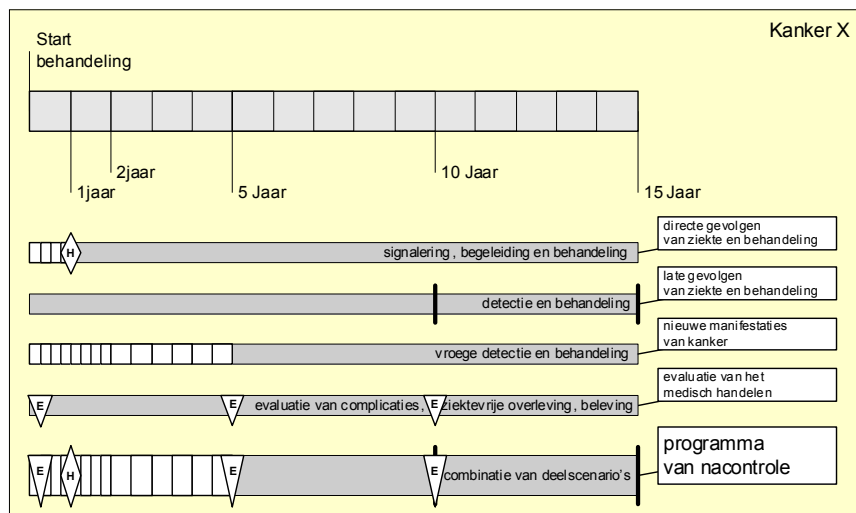 Kanker X
Start
behandeling
2jaar
10 Jaar
1jaar
5 Jaar
15 Jaar
directe gevolgen
van ziekte en behandeling
H
signalering, begeleiding en behandeling
late gevolgen
van ziekte en behandeling
detectie en behandeling
nieuwe manifestaties
van kanker
vroege detectie en behandeling
evaluatie van het
medisch handelen
E
E
E
evaluatie van complicaties, ziektevrije overleving, beleving
programma
van nacontrole
E
H
E
E
combinatie van deelscenario's